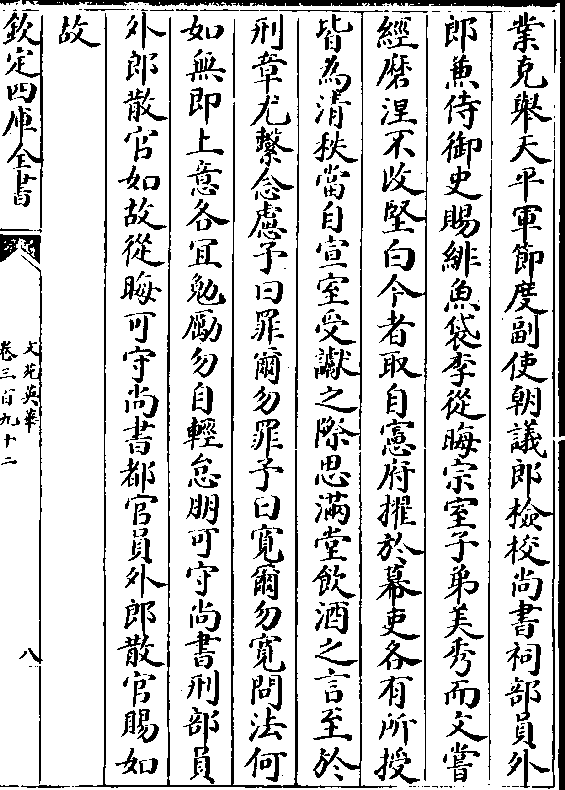 業克舉天平軍節度副使朝議郎檢校尚書祠部員外
郎兼侍御史賜緋魚袋李從晦宗室子弟美秀而文嘗
經磨涅不改堅白今者取自憲府擢於幕吏各有所授
皆為清秩當自宣室受讞之際思滿堂飲酒之言至於
刑章尤繫念慮予曰罪爾勿罪予曰寛爾勿寛問法何
如無即上意各宜勉勵勿自輕怠朋可守尚書刑部員
外郎散官如故從晦可守尚書都官員外郎散官賜如
故
欽定四庫全書
文苑英華
卷三百九十二
八